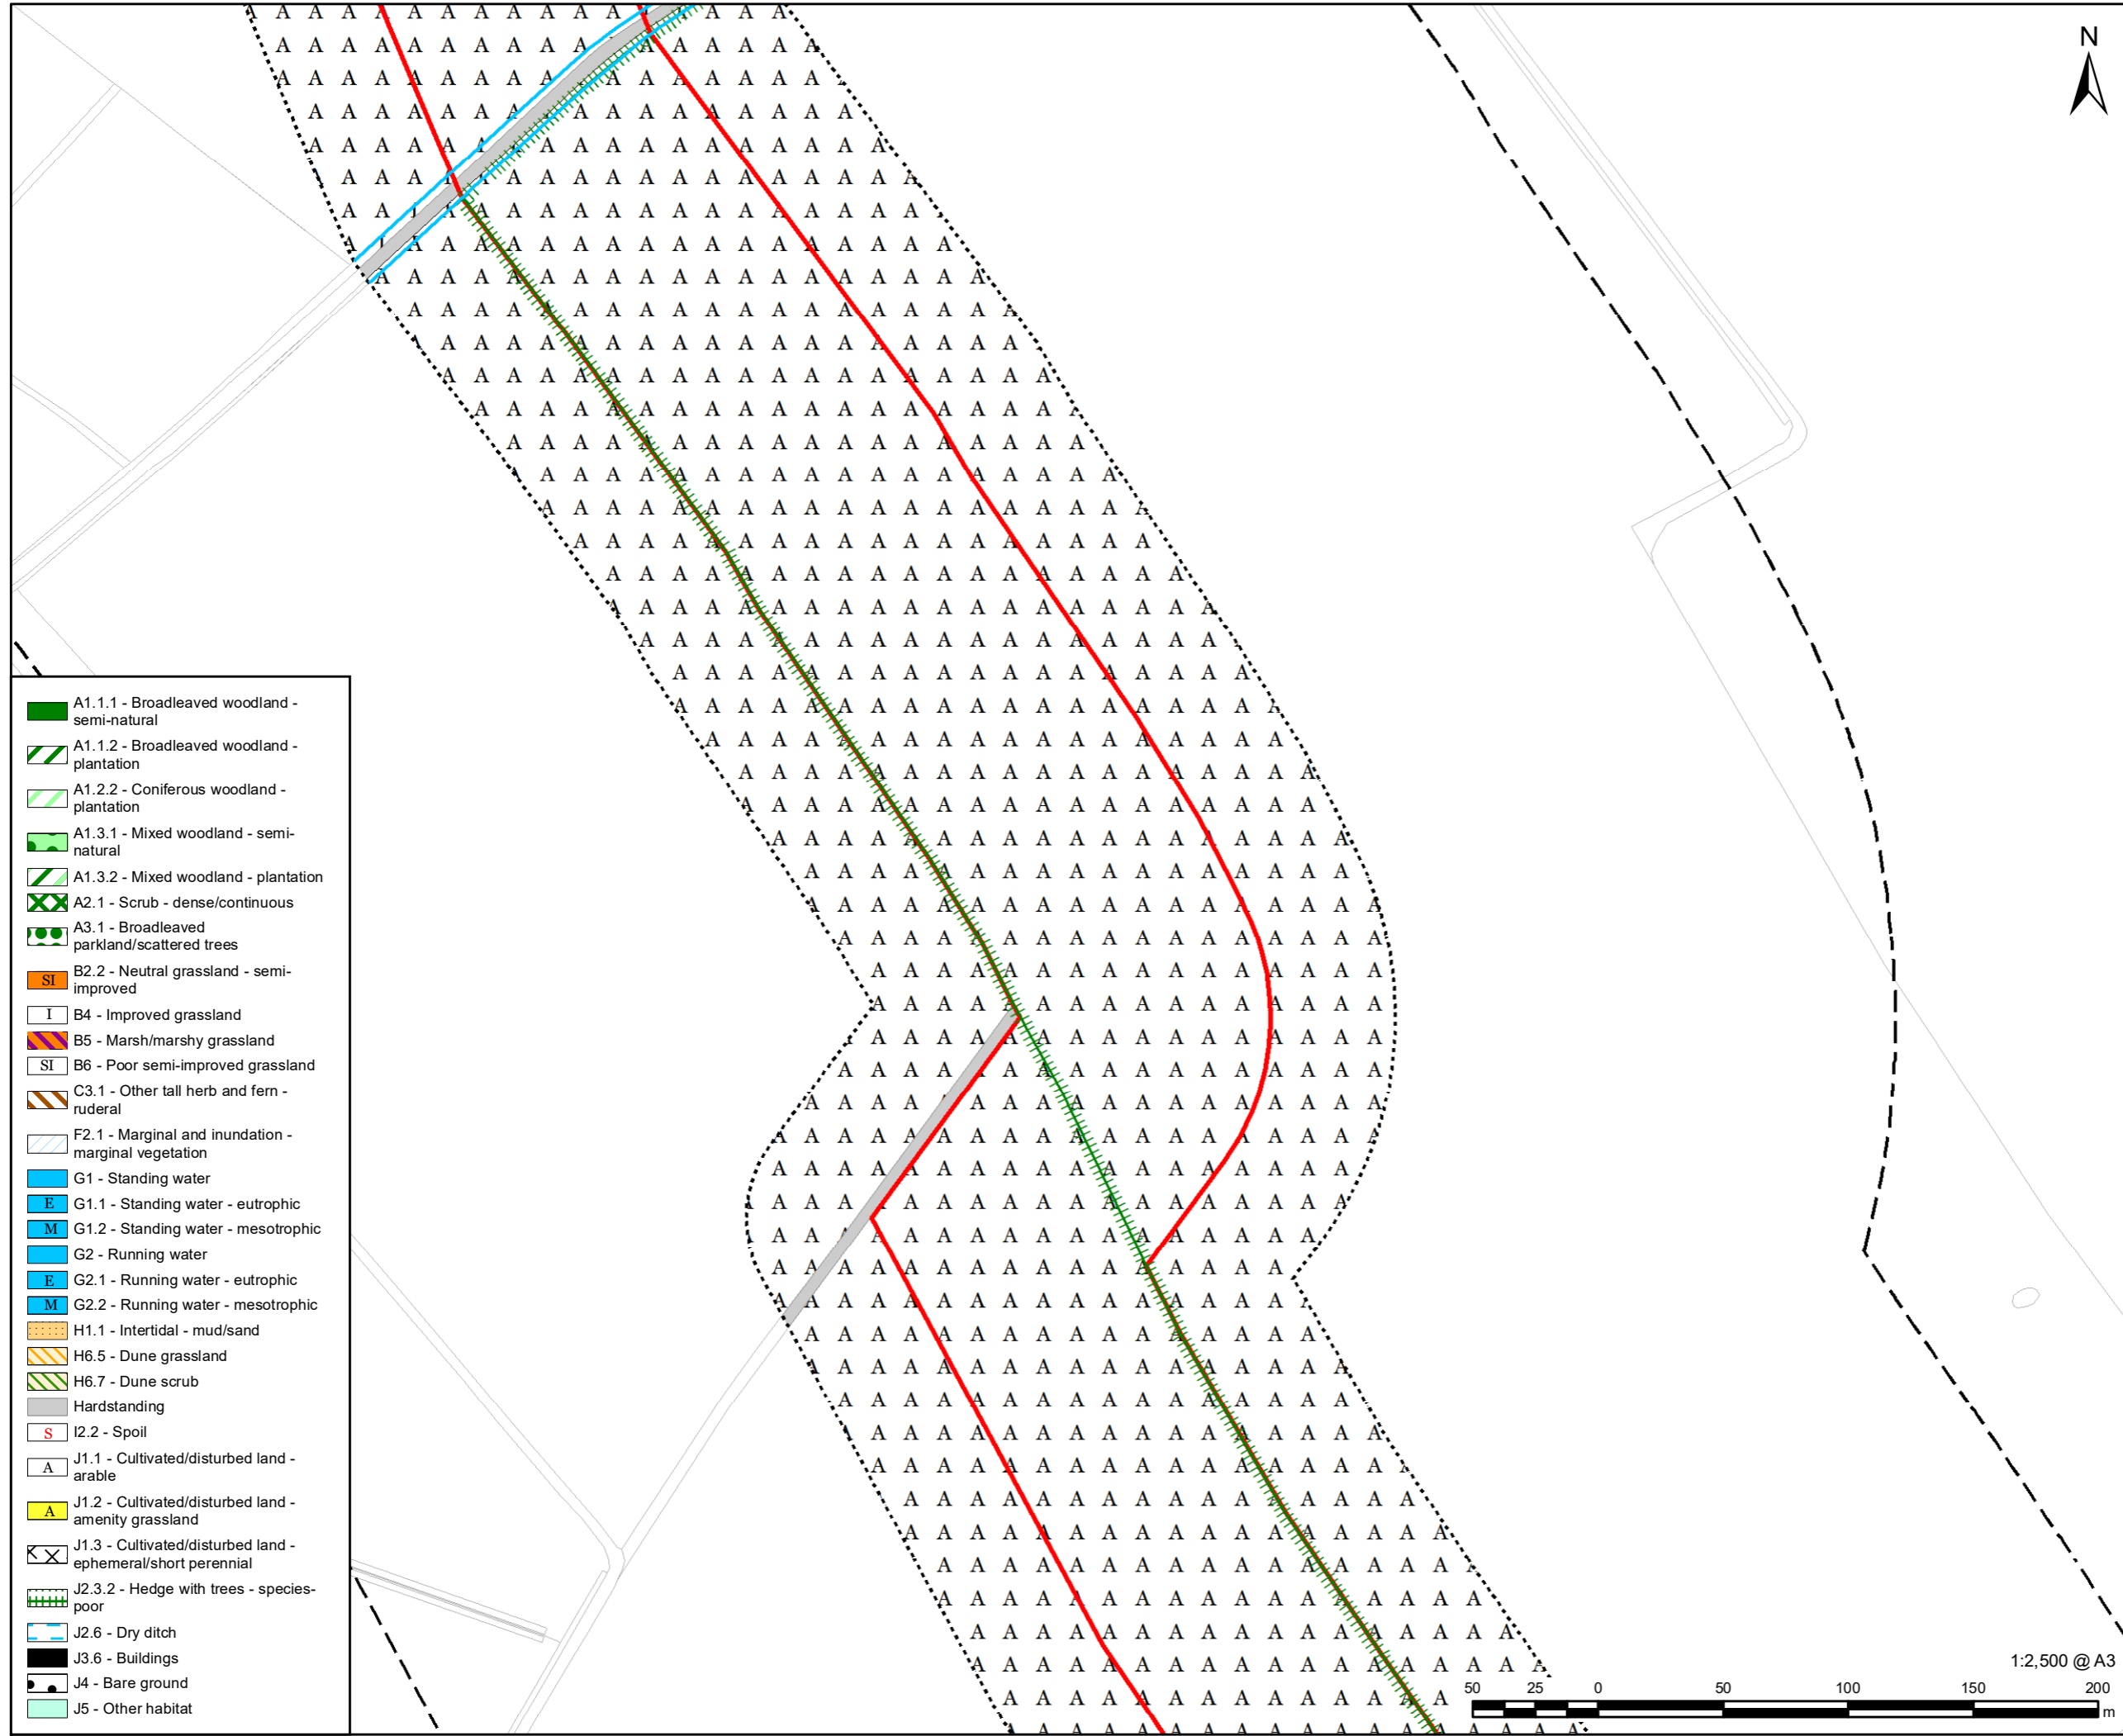 N
A1.1.1 - Broadleaved woodland -
semi-natural
A1.1.2 - Broadleaved woodland -
plantation
A1.2.2 - Coniferous woodland -
plantation
A1.3.1 - Mixed woodland - semi-
natural
A1.3.2 - Mixed woodland - plantation
A2.1 - Scrub - dense/continuous
A3.1 - Broadleaved
parkland/scattered trees
SI B2.2 - Neutral grassland - semi-
improved
I B4 - Improved grassland
B5 - Marsh/marshy grassland
SI B6 - Poor semi-improved grassland
C3.1 - Other tall herb and fern -
ruderal
F2.1 - Marginal and inundation -
marginal vegetation
G1 - Standing water
E G1.1 - Standing water - eutrophic
M G1.2 - Standing water - mesotrophic
G2 - Running water
E G2.1 - Running water - eutrophic
M G2.2 - Running water - mesotrophic
H1.1 - Intertidal - mud/sand
H6.5 - Dune grassland
H6.7 - Dune scrub
Hardstanding
S I2.2 - Spoil
A J1.1 - Cultivated/disturbed land -
arable
A J1.2 - Cultivated/disturbed land -
amenity grassland
J1.3 - Cultivated/disturbed land -
ephemeral/short perennial
J2.3.2 - Hedge with trees - species-
poor
J2.6 - Dry ditch
J3.6 - Buildings
J4 - Bare ground
J5 - Other habitat
1:2,500 @ A3
50 25 0 50 100 150 200
m